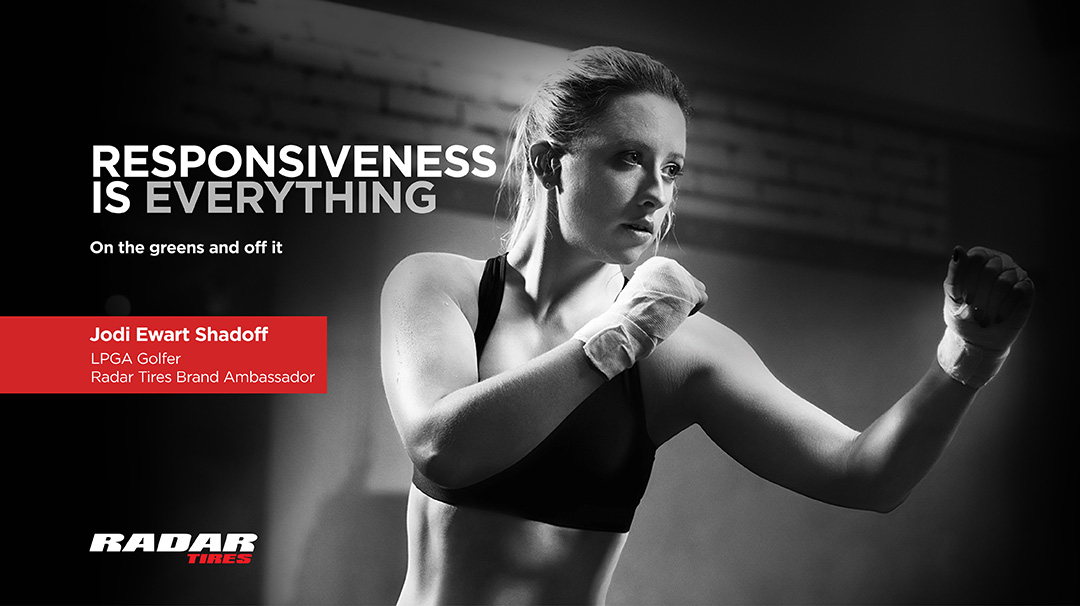 RESPONSIVENESS
IS EVERYTHING
On the greens and off it
Jodi Ewart Shadoff
LPGA Golfer
Radar Tires Brand Ambassador
RADAR
TIRES